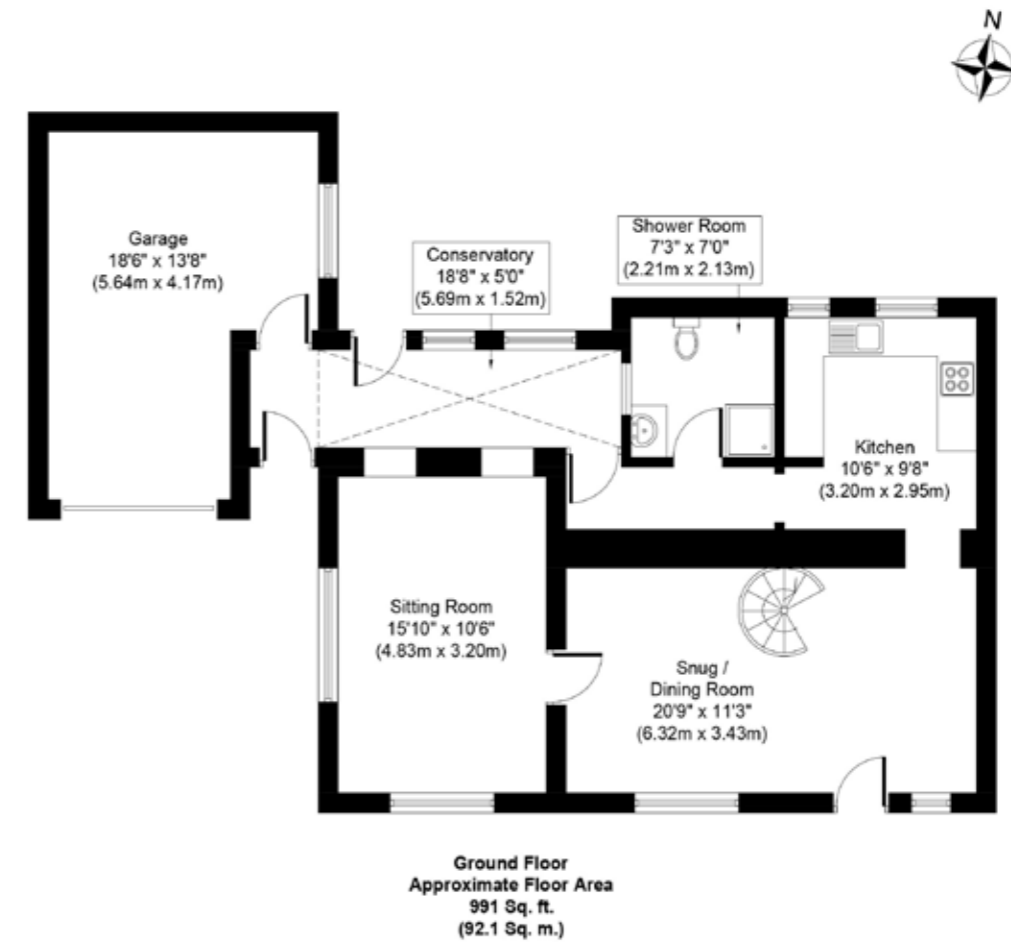 N
Garage
18'6" x 13'8"
(5.64m x 4.17m)
Conservatory
18'8" x 5'0"
(5.69m x 1.52m)
Shower Room
7'3" x 7'0"
(2.21m x 2.13m)
Kitchen
10'6" x 9'8"
(3.20m x 2.95m)
Sitting Room
15'10" x 10'6"
(4.83m x 3.20m)
Snug /
Dining Room
20'9" x 11'3"
(6.32m x 3.43m)
Ground Floor
Approximate Floor Area
991 Sq. ft.
(92.1 Sq. m.)